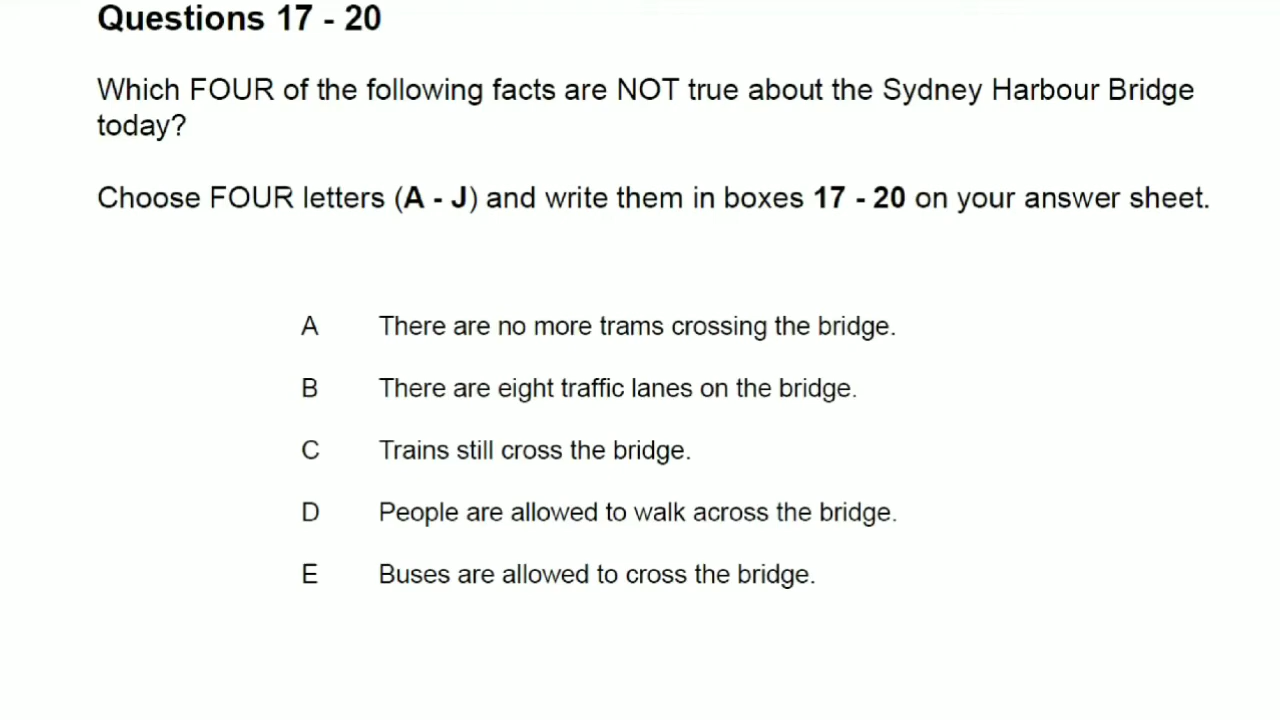 Questions 17 - 20
Which FOUR of the following facts are NOT true about the Sydney Harbour Bridge
today?
Choose FOUR letters (A - J) and write them in boxes 17 - 20 on your answer sheet.
A There are no more trams crossing the bridge.
B There are eight traffic lanes on the bridge.
C Trains still cross the bridge.
D People are allowed to walk across the bridge.
E Buses are allowed to cross the bridge.